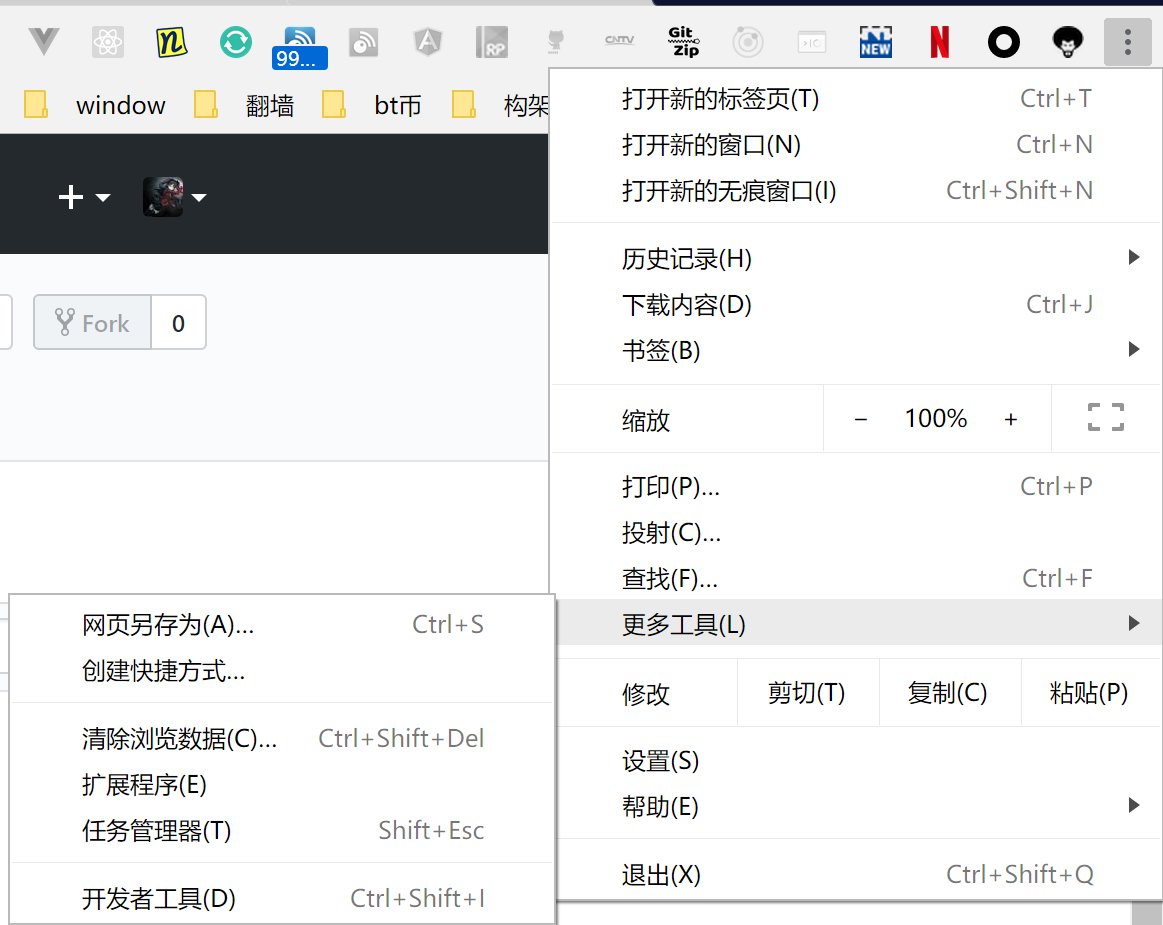 n
99...
RP
CNTV
Git
Zip
IC
N
NEW
N
window
翻墙
bt币
构架
Fork
0
打开新的标签页(T) Ctrl+T
打开新的窗口(N) Ctrl+N
打开新的无痕窗口(I) Ctrl+Shift+N
历史记录(H)
下载内容(D) Ctrl+J
书签(B)
缩放 − 100% +
打印(P)... Ctrl+P
投射(C)...
查找(F)... Ctrl+F
更多工具(L)
修改 剪切(T) 复制(C) 粘贴(P)
设置(S)
帮助(E)
退出(X) Ctrl+Shift+Q
网页另存为(A)... Ctrl+S
创建快捷方式...
清除浏览数据(C)... Ctrl+Shift+Del
扩展程序(E)
任务管理器(T) Shift+Esc
开发者工具(D) Ctrl+Shift+I